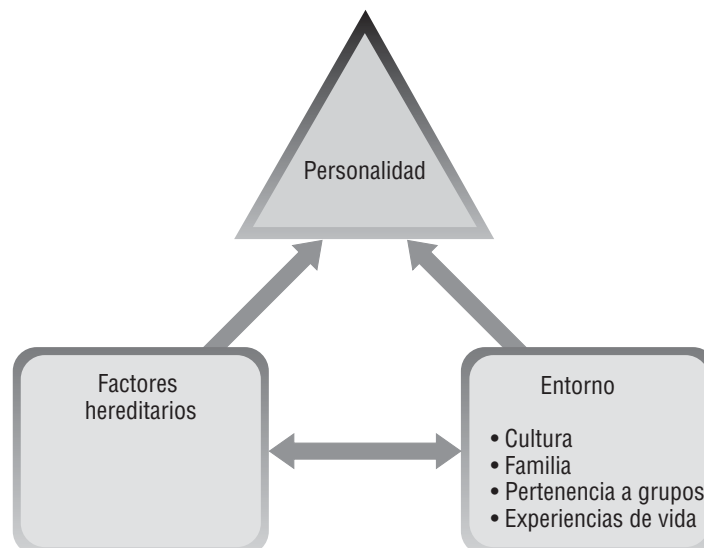 Personalidad
Factores
hereditarios
Entorno
• Cultura
• Familia
• Pertenencia a grupos
• Experiencias de vida